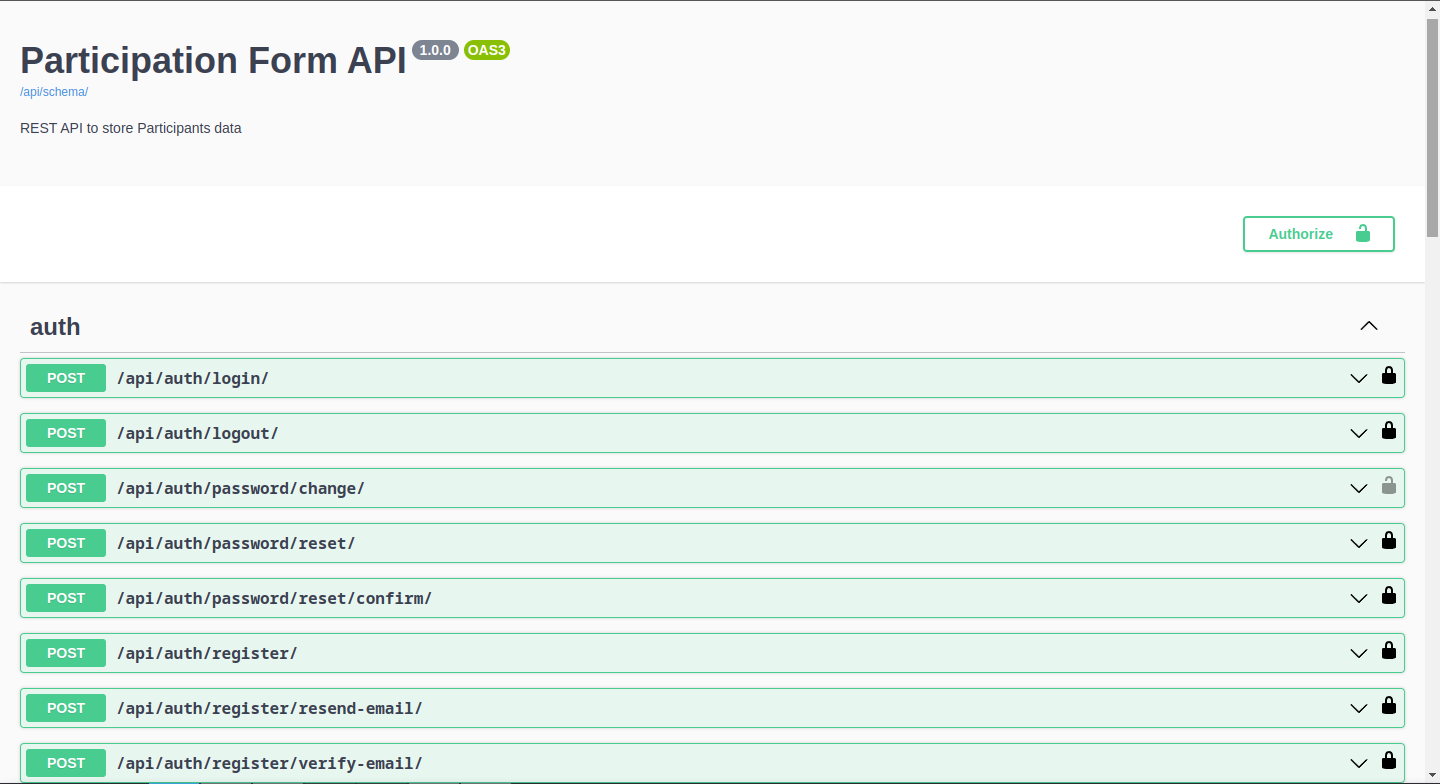 Participation Form API 1.0.0 OAS3
/api/schema/
REST API to store Participants data
Authorize
auth
POST /api/auth/login/
POST /api/auth/logout/
POST /api/auth/password/change/
POST /api/auth/password/reset/
POST /api/auth/password/reset/confirm/
POST /api/auth/register/
POST /api/auth/register/resend-email/
POST /api/auth/register/verify-email/